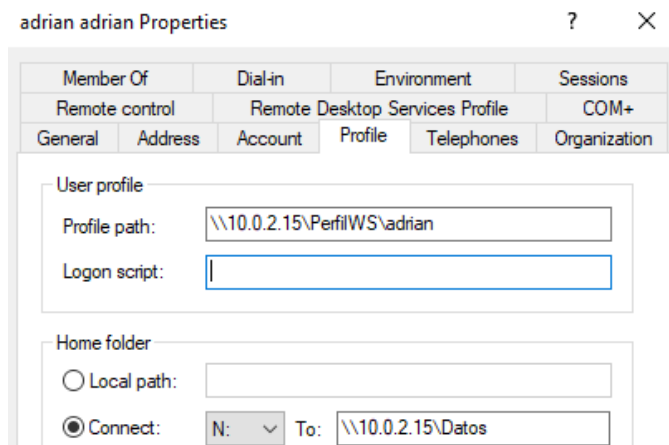 adrian adrian Properties ? ×
Member Of Dial-in Environment Sessions
Remote control Remote Desktop Services Profile COM+
General Address Account Profile Telephones Organization
User profile
Profile path: \\10.0.2.15\PerfilWS\adrian
Logon script:
Home folder
Local path:
Connect: N: To: \\10.0.2.15\Datos